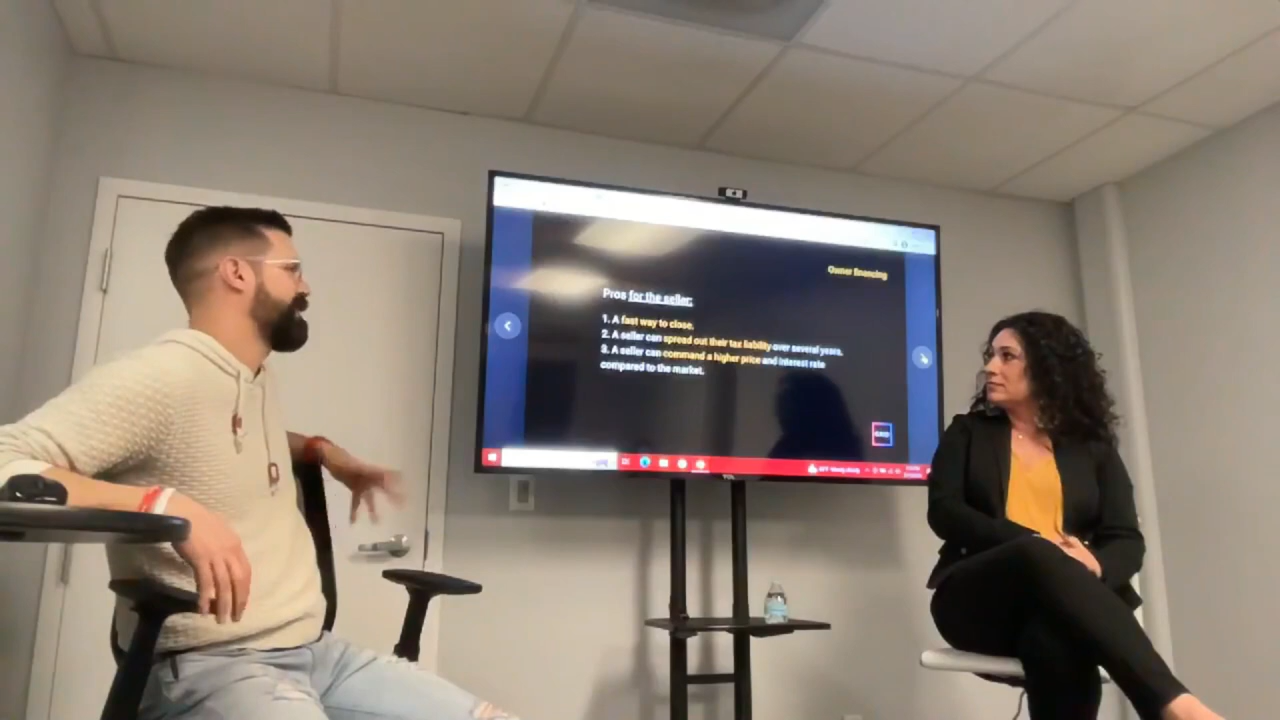 Owner financing
Pros for the seller:
1. A fast way to close.
2. A seller can spread out their tax liability over several years.
3. A seller can command a higher price and interest rate
compared to the market.